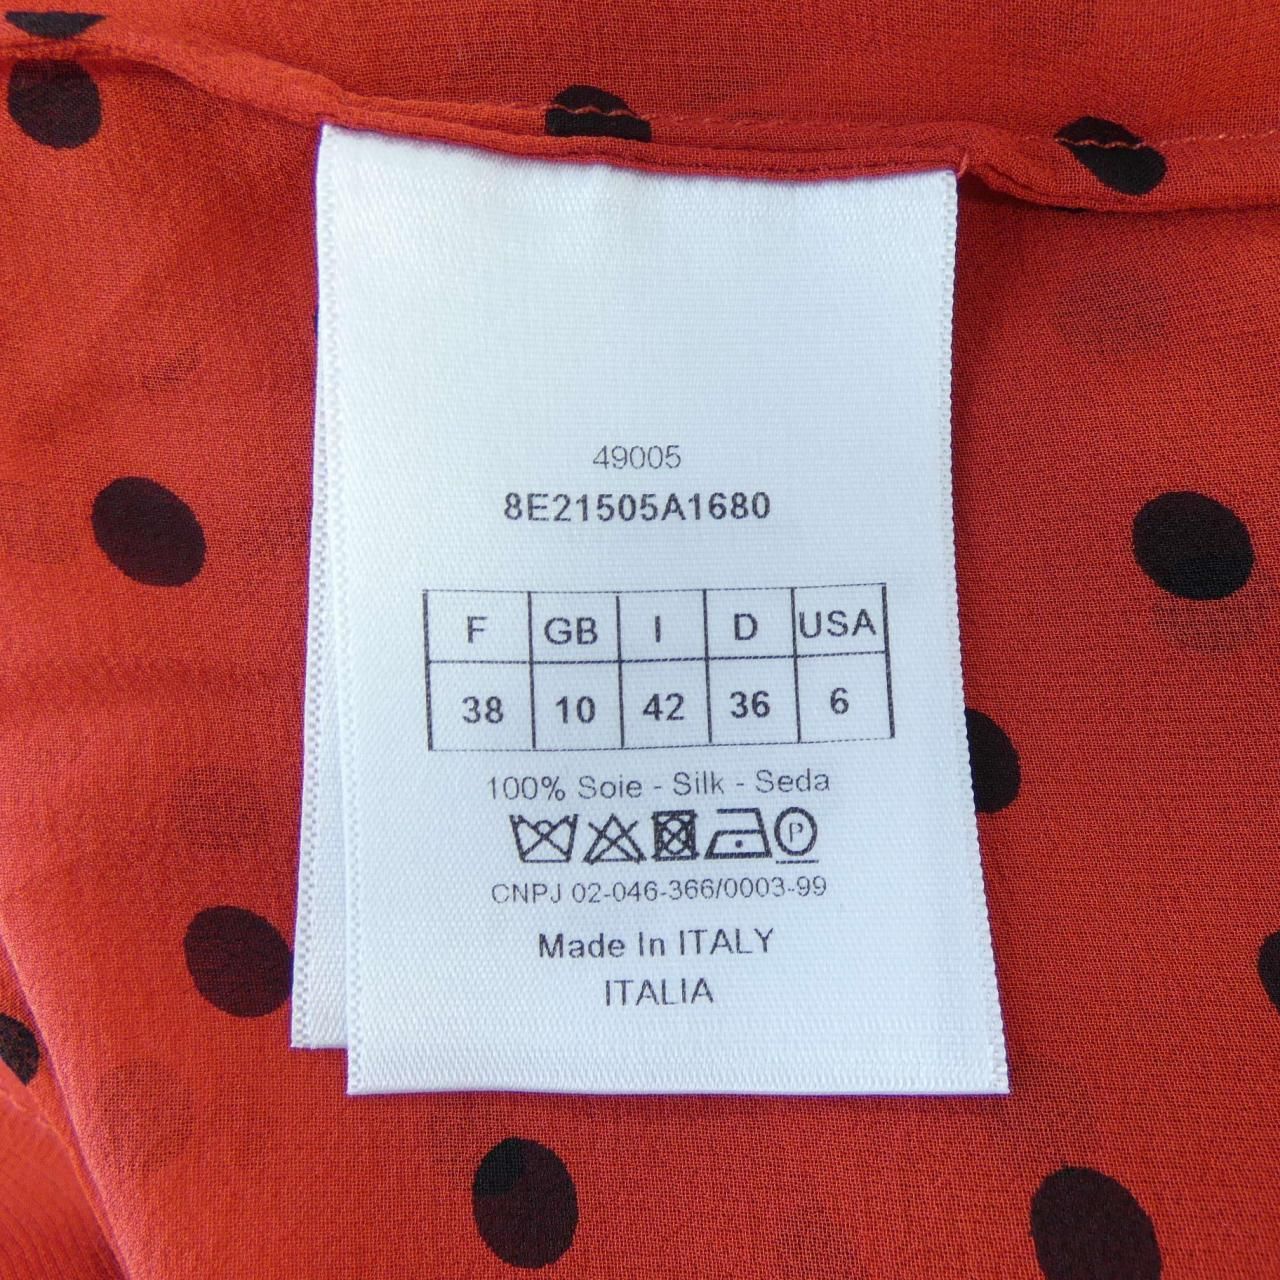 49005
8E21505A1680
F GB I D USA
38 10 42 36 6
100% Soie - Silk - Seda
P
CNPJ 02-046-366/0003-99
Made In ITALY
ITALIA